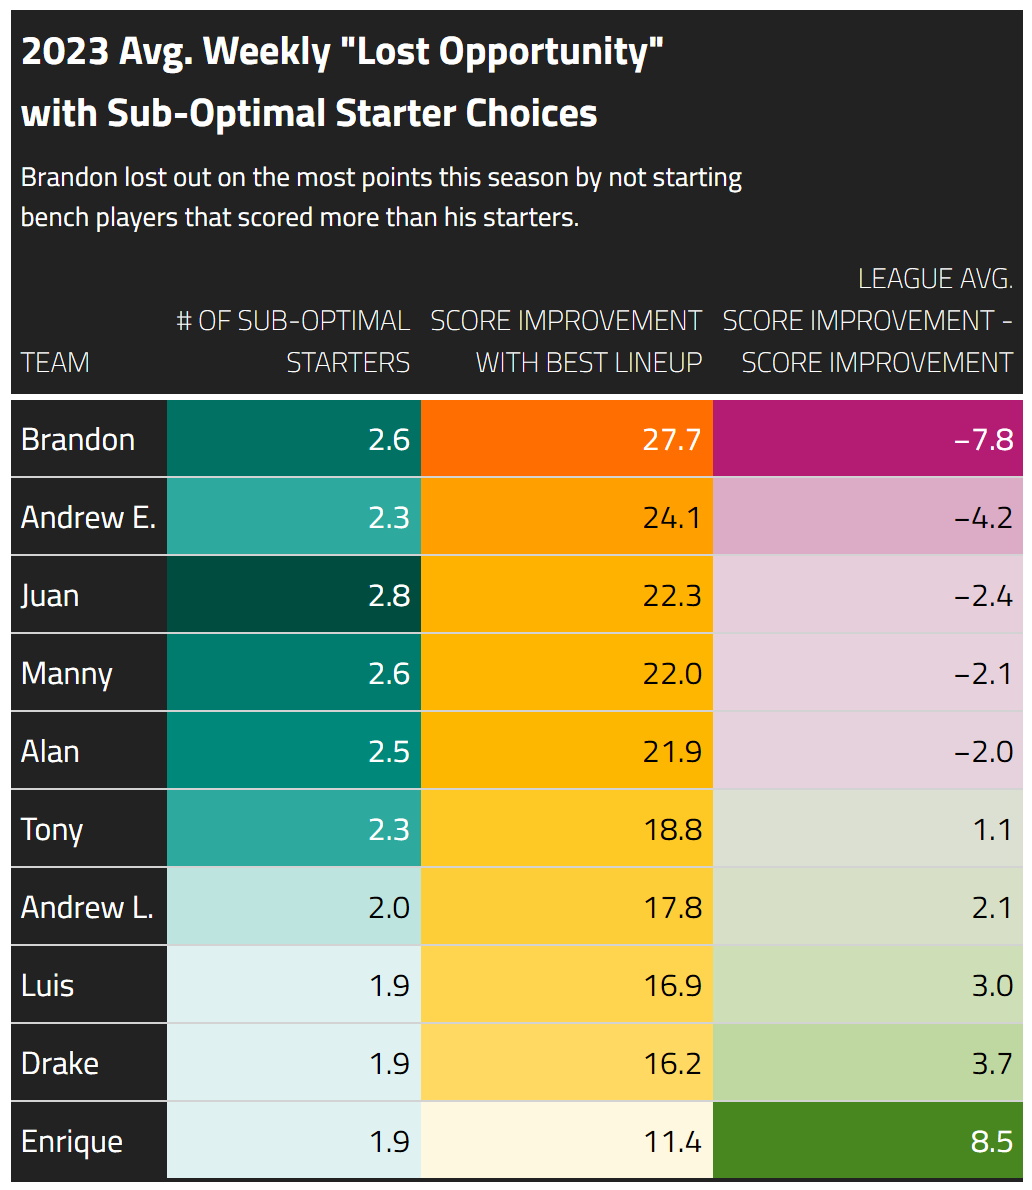 2023 Avg. Weekly "Lost Opportunity"
with Sub-Optimal Starter Choices
Brandon lost out on the most points this season by not starting
bench players that scored more than his starters.
TEAM # OF SUB-OPTIMAL STARTERS SCORE IMPROVEMENT WITH BEST LINEUP LEAGUE AVG. SCORE IMPROVEMENT - SCORE IMPROVEMENT
Brandon 2.6 27.7 −7.8
Andrew E. 2.3 24.1 −4.2
Juan 2.8 22.3 −2.4
Manny 2.6 22.0 −2.1
Alan 2.5 21.9 −2.0
Tony 2.3 18.8 1.1
Andrew L. 2.0 17.8 2.1
Luis 1.9 16.9 3.0
Drake 1.9 16.2 3.7
Enrique 1.9 11.4 8.5